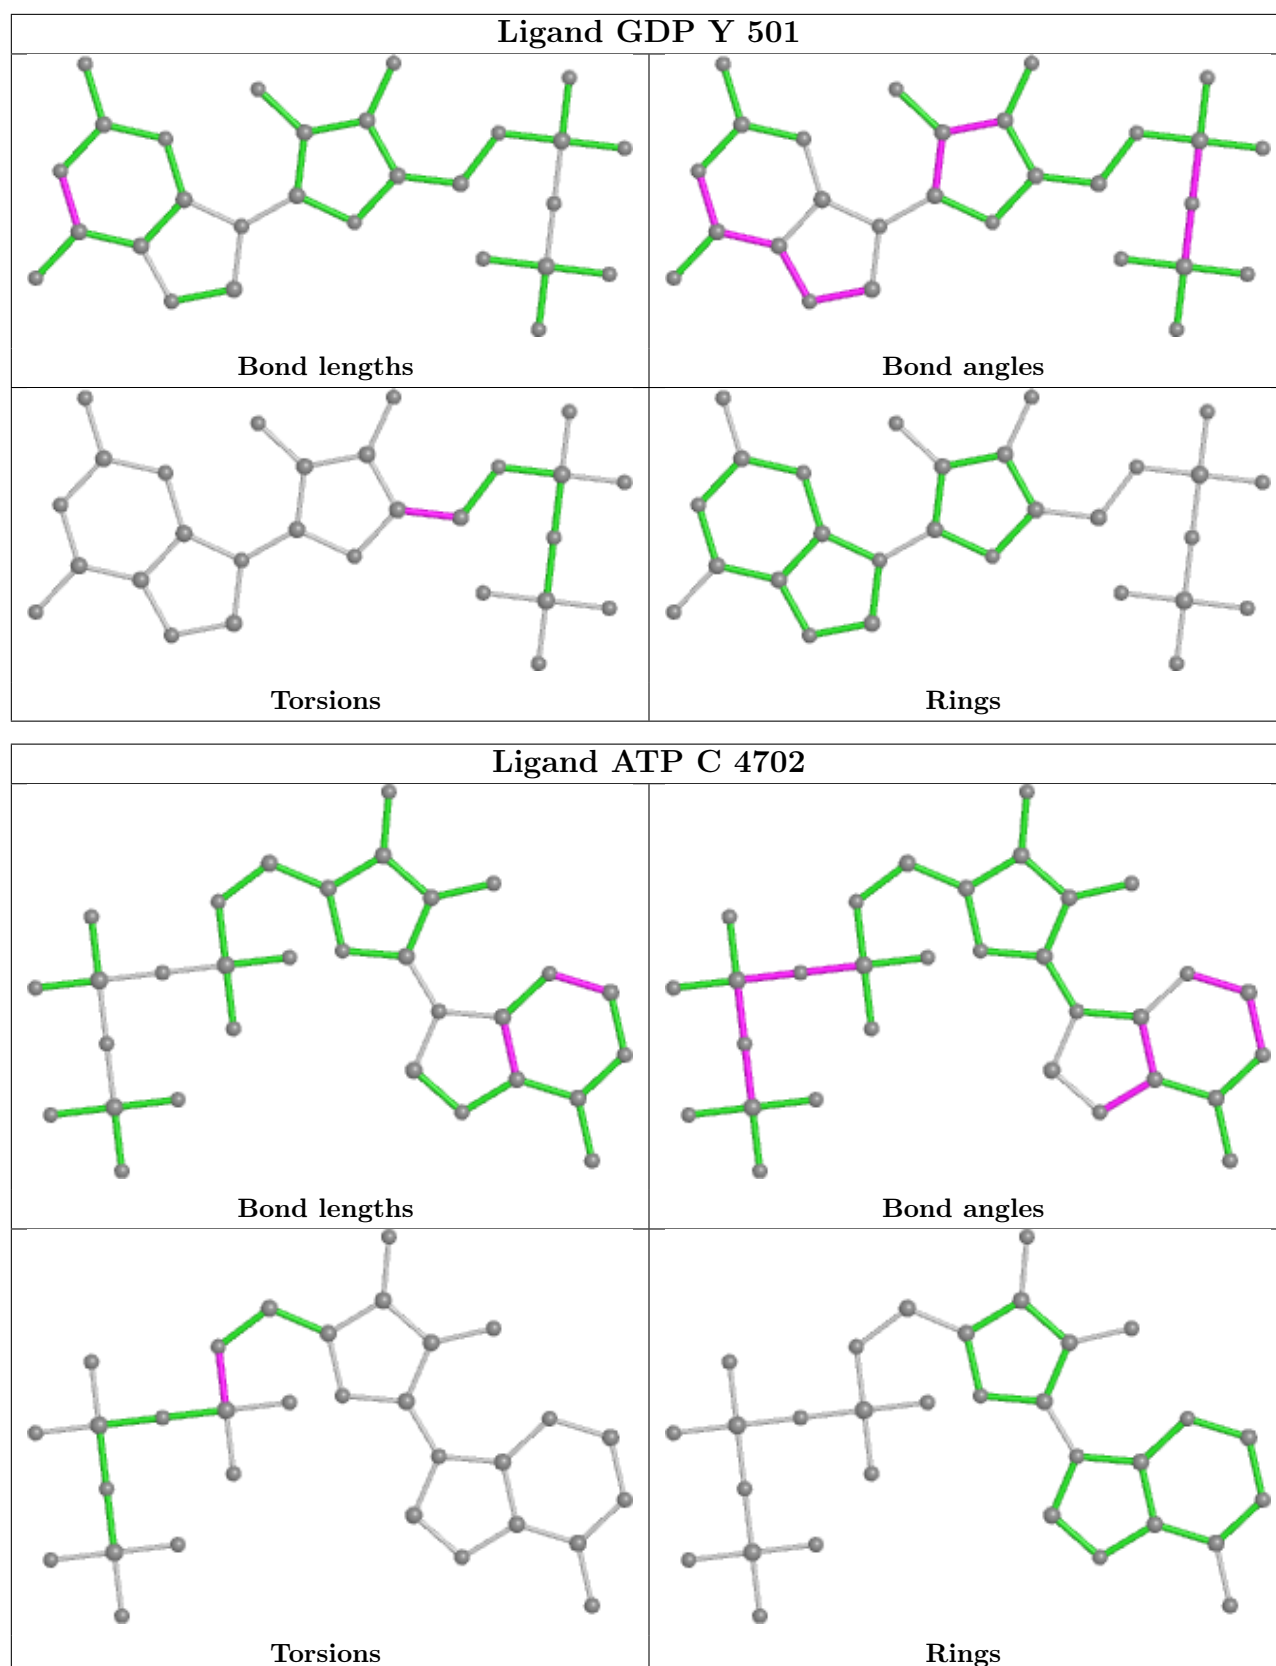 Ligand GDP Y 501
Bond lengths
Bond angles
Torsions
Rings
Ligand ATP C 4702
Bond lengths
Bond angles
Torsions
Rings